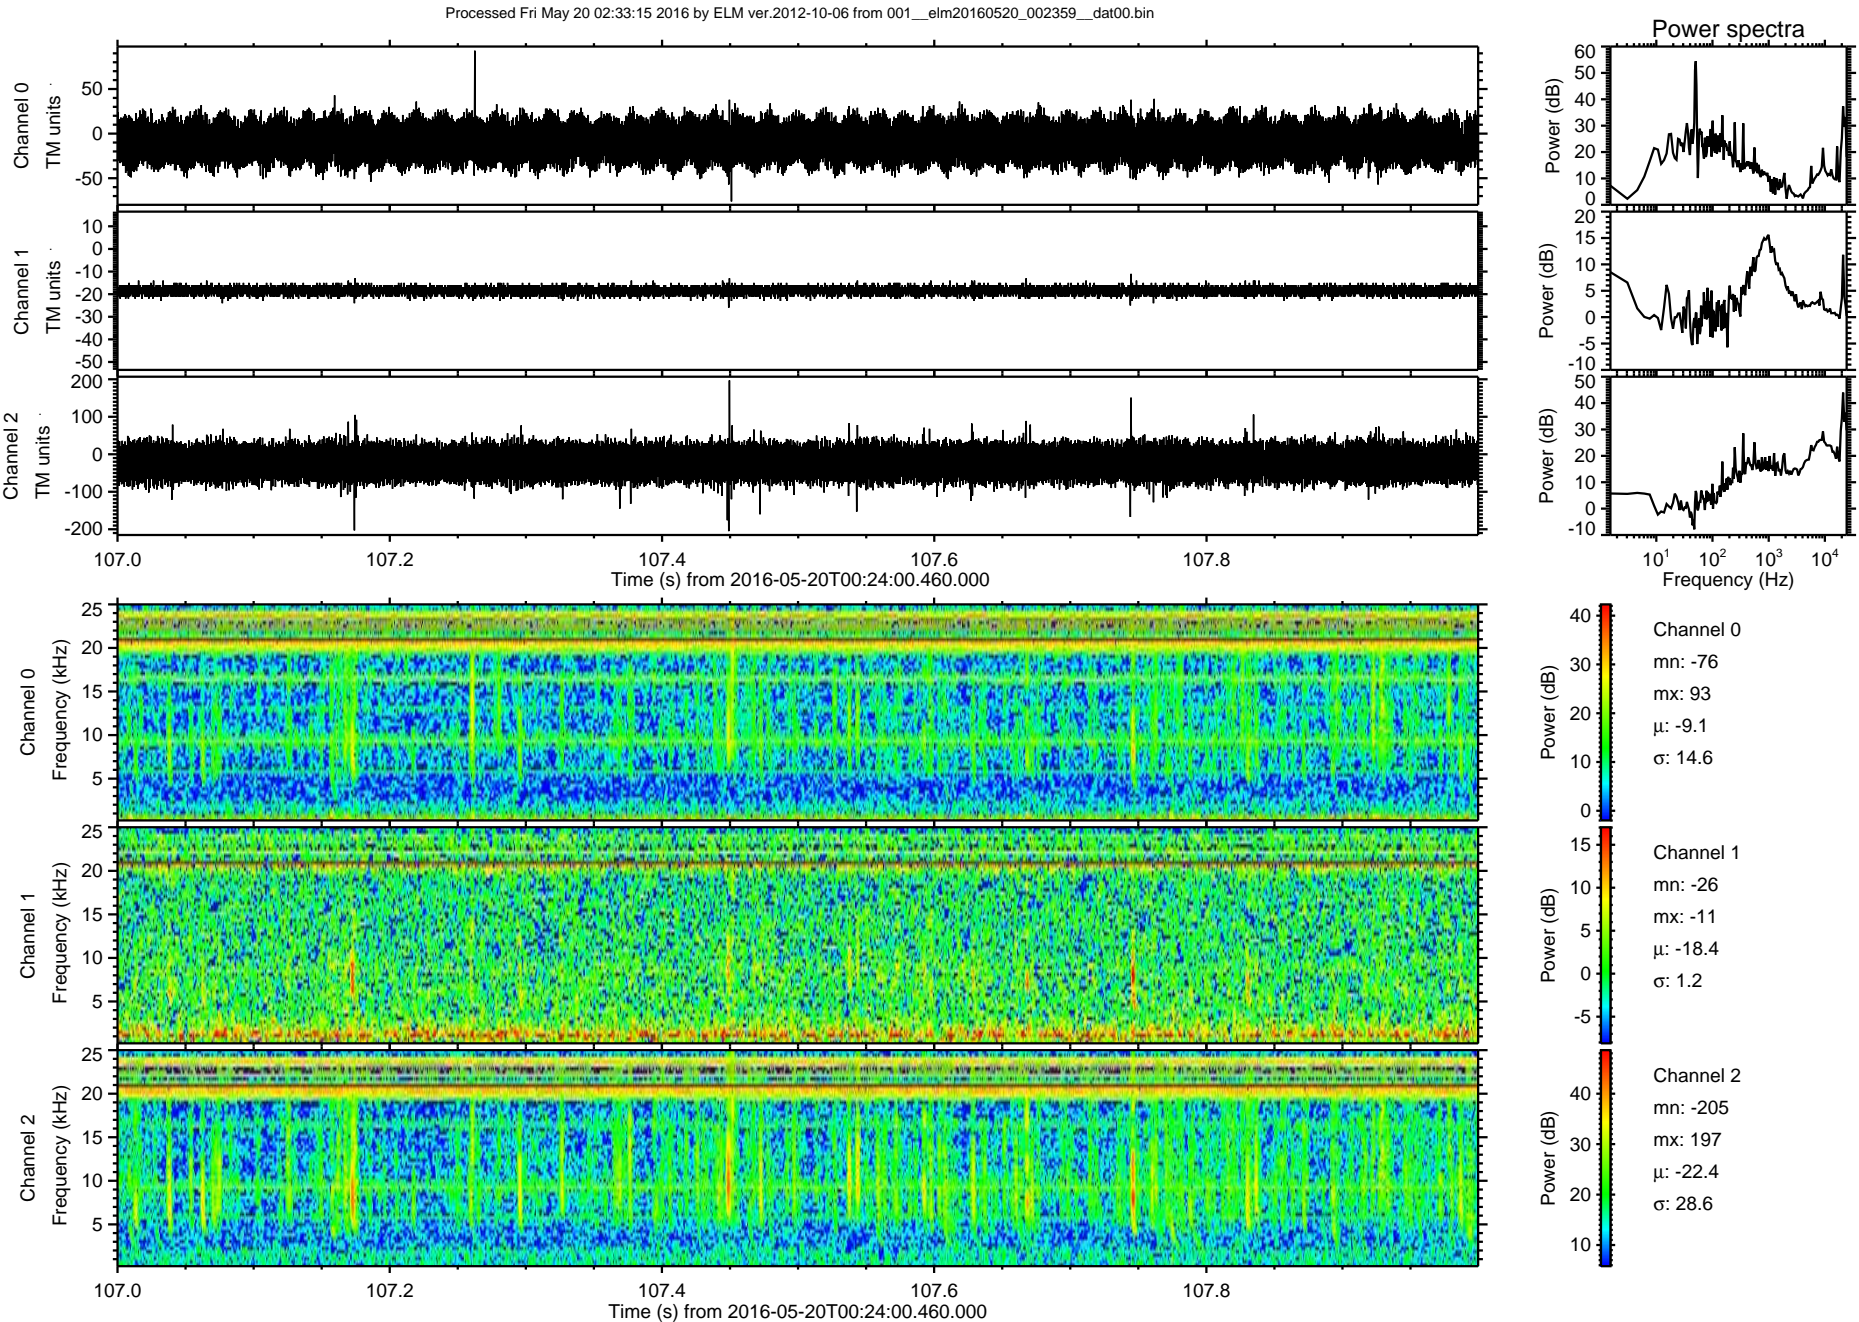 Processed Fri May 20 02:33:15 2016 by ELM ver.2012-10-06 from 001__elm20160520_002359__dat00.bin
Power spectra
Channel 0
TM units
50
0
-50
Power (dB)
60
50
40
30
20
10
0
Channel 1
TM units
10
0
-10
-20
-30
-40
-50
Power (dB)
20
15
10
5
0
-5
-10
Channel 2
TM units
200
100
0
-100
-200
Power (dB)
50
40
30
20
10
0
-10
107.0 107.2 107.4 107.6 107.8
Time (s) from 2016-05-20T00:24:00.460.000
10¹ 10² 10³ 10⁴
Frequency (Hz)
Channel 0
Frequency (kHz)
25
20
15
10
5
Power (dB)
40
30
20
10
0
Channel 0
mn: -76
mx: 93
μ: -9.1
σ: 14.6
Channel 1
Frequency (kHz)
25
20
15
10
5
Power (dB)
15
10
5
0
-5
Channel 1
mn: -26
mx: -11
μ: -18.4
σ: 1.2
Channel 2
Frequency (kHz)
25
20
15
10
5
Power (dB)
40
30
20
10
Channel 2
mn: -205
mx: 197
μ: -22.4
σ: 28.6
107.0 107.2 107.4 107.6 107.8
Time (s) from 2016-05-20T00:24:00.460.000